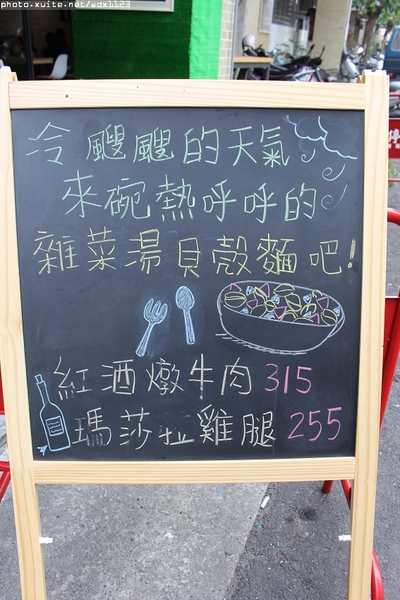 photo.xuite.net/wdx1123
冷颼颼的天氣
來碗熱呼呼的
雜菜湯貝殼麵吧!
紅酒燉牛肉 315
瑪莎拉雞腿 255